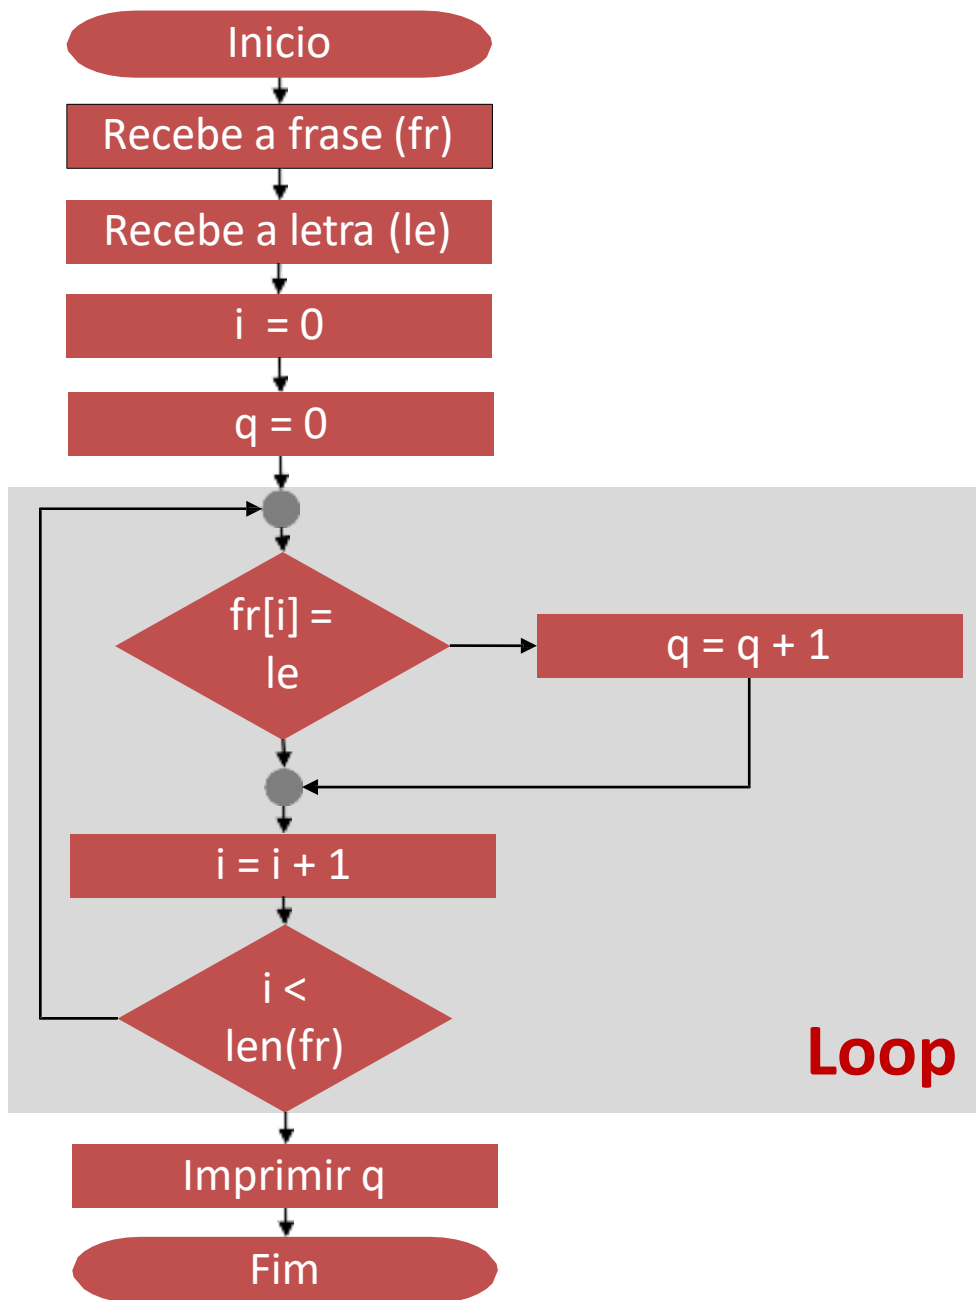 Inicio
Recebe a frase (fr)
Recebe a letra (le)
i  = 0
q = 0
fr[i] =
le
q = q + 1
i = i + 1
i <
len(fr)
Loop
Imprimir q
Fim